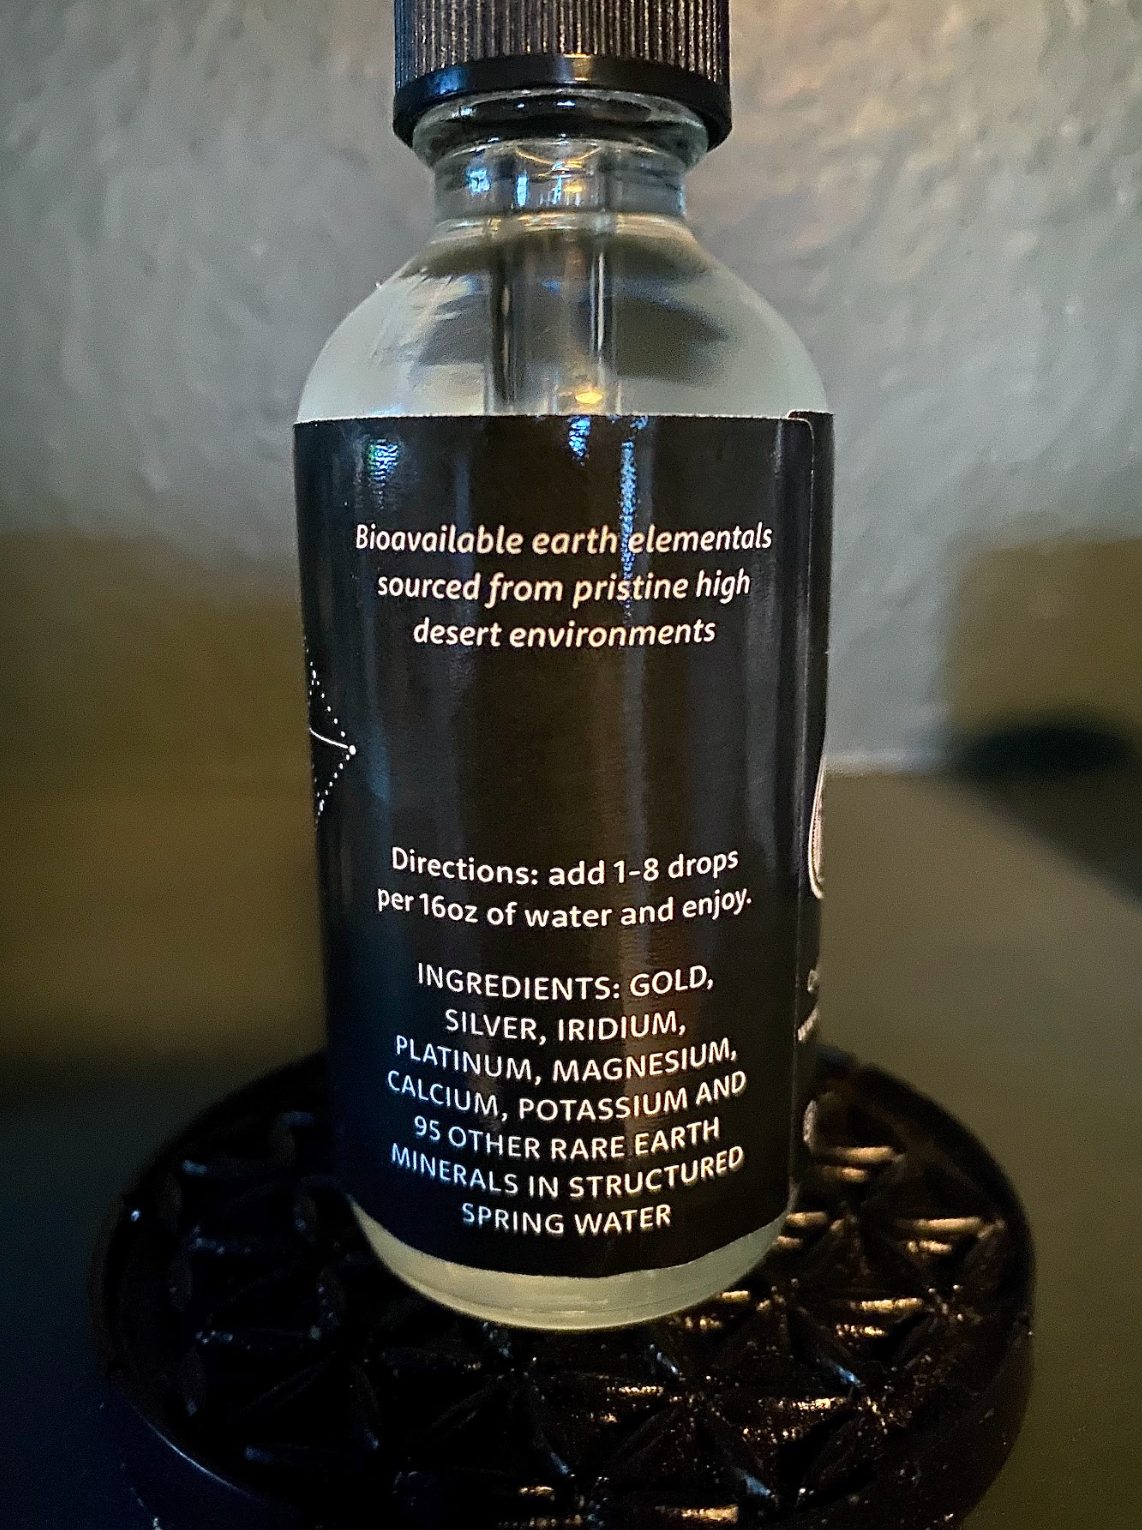 Bioavailable earth elementals
sourced from pristine high
desert environments
Directions: add 1-8 drops
per 16oz of water and enjoy.
INGREDIENTS: GOLD,
SILVER, IRIDIUM,
PLATINUM, MAGNESIUM,
CALCIUM, POTASSIUM AND
95 OTHER RARE EARTH
MINERALS IN STRUCTURED
SPRING WATER